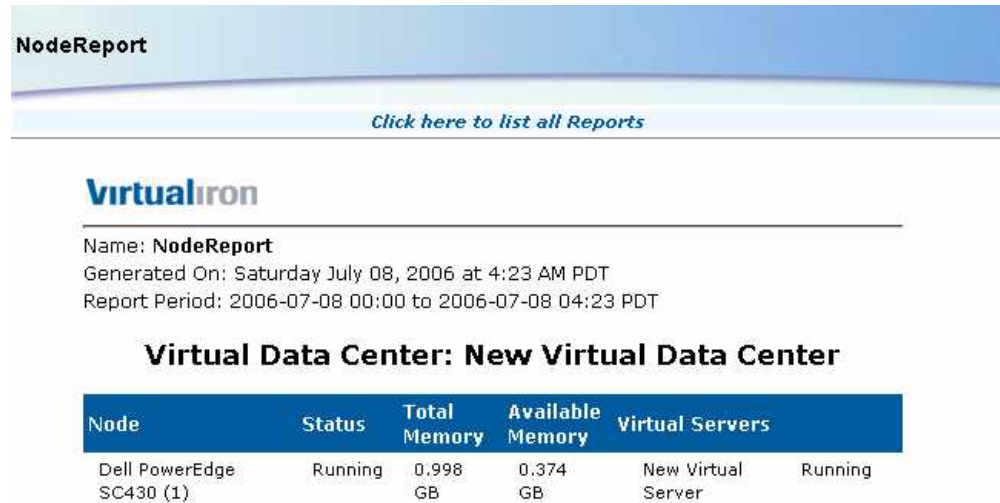 NodeReport
Click here to list all Reports
Virtualiron
Name: NodeReport
Generated On: Saturday July 08, 2006 at 4:23 AM PDT
Report Period: 2006-07-08 00:00 to 2006-07-08 04:23 PDT
Virtual Data Center: New Virtual Data Center
Node Status Total Memory Available Memory Virtual Servers
Dell PowerEdge SC430 (1) Running 0.998 GB 0.374 GB New Virtual Server Running